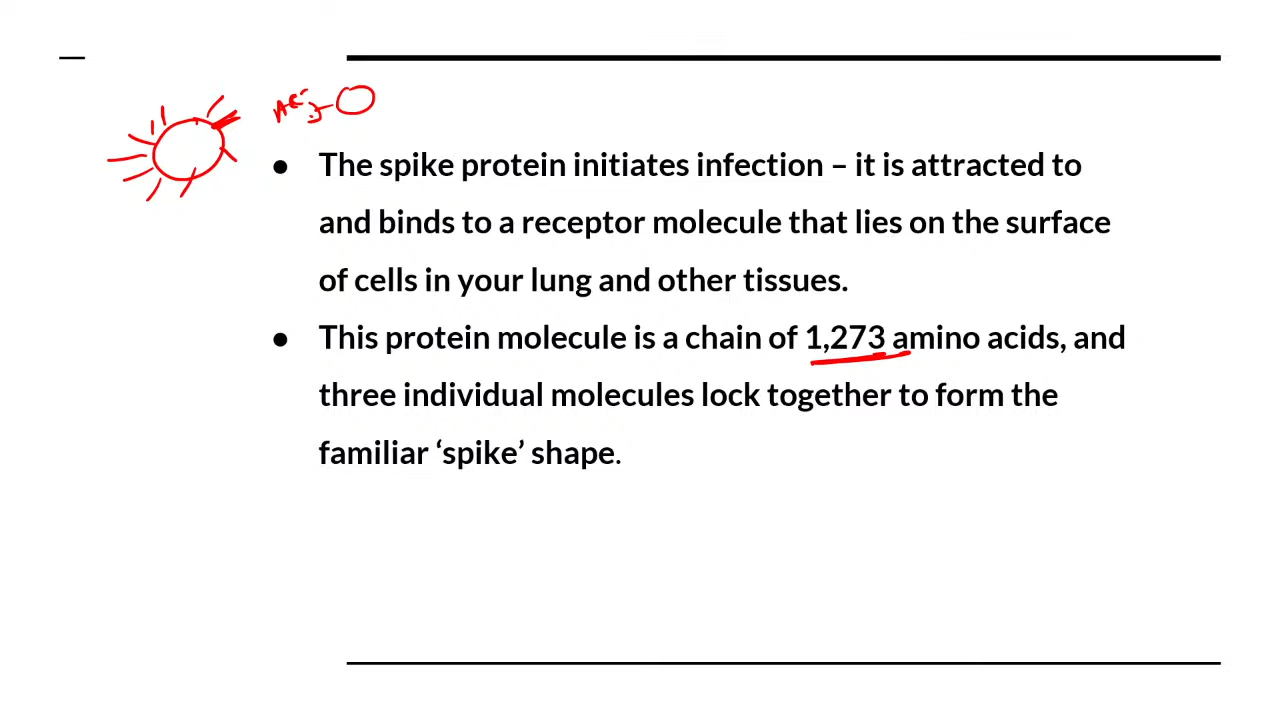 ● The spike protein initiates infection – it is attracted to
and binds to a receptor molecule that lies on the surface
of cells in your lung and other tissues.
● This protein molecule is a chain of 1,273 amino acids, and
three individual molecules lock together to form the
familiar ‘spike’ shape.